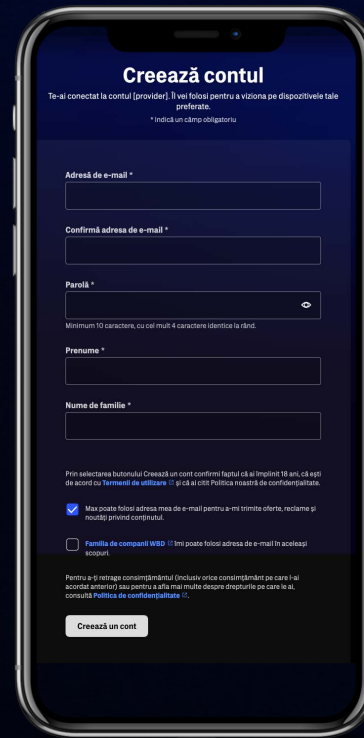 Creează contul
Te-ai conectat la contul [provider]. Îl vei folosi pentru a viziona pe dispozitivele tale
preferate.
* Indică un câmp obligatoriu
Adresă de e-mail *
Confirmă adresa de e-mail *
Parolă *
Minimum 10 caractere, cu cel mult 4 caractere identice la rând.
Prenume *
Nume de familie *
Prin selectarea butonului Creează un cont confirmi faptul că ai împlinit 18 ani, că ești
de acord cu Termenii de utilizare și că ai citit Politica noastră de confidențialitate.
Max poate folosi adresa mea de e-mail pentru a-mi trimite oferte, reclame și
noutăți privind conținutul.
Familia de companii WBD îmi poate folosi adresa de e-mail în aceleași
scopuri.
Pentru a-ți retrage consimțământul (inclusiv orice consimțământ pe care l-ai
acordat anterior) sau pentru a afla mai multe despre drepturile pe care le ai,
consultă Politica de confidențialitate.
Creează un cont